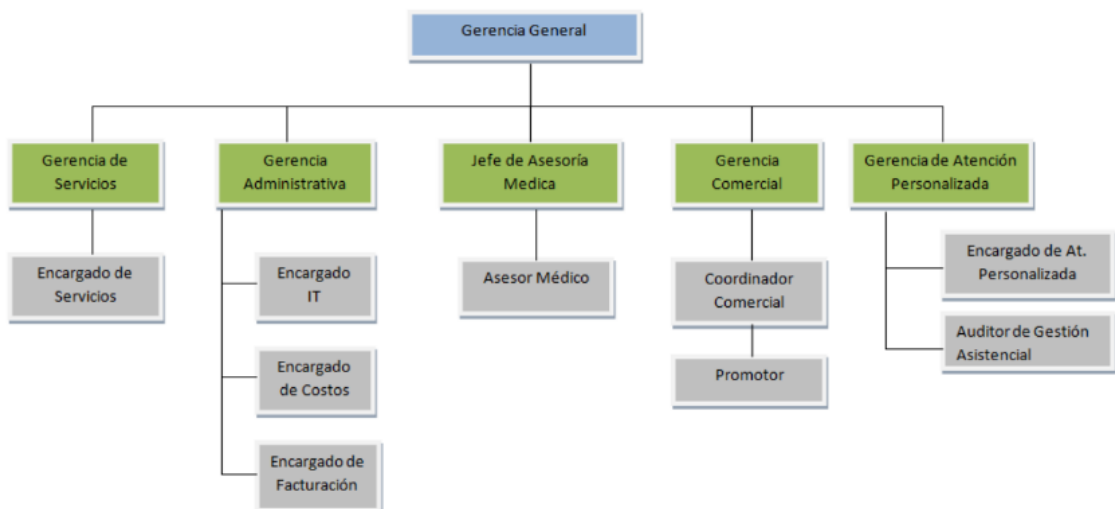 Gerencia General
Gerencia de
Servicios
Gerencia
Administrativa
Jefe de Asesoría
Medica
Gerencia
Comercial
Gerencia de Atención
Personalizada
Encargado de
Servicios
Encargado
IT
Encargado
de Costos
Encargado de
Facturación
Asesor Médico
Coordinador
Comercial
Promotor
Encargado de At.
Personalizada
Auditor de Gestión
Asistencial